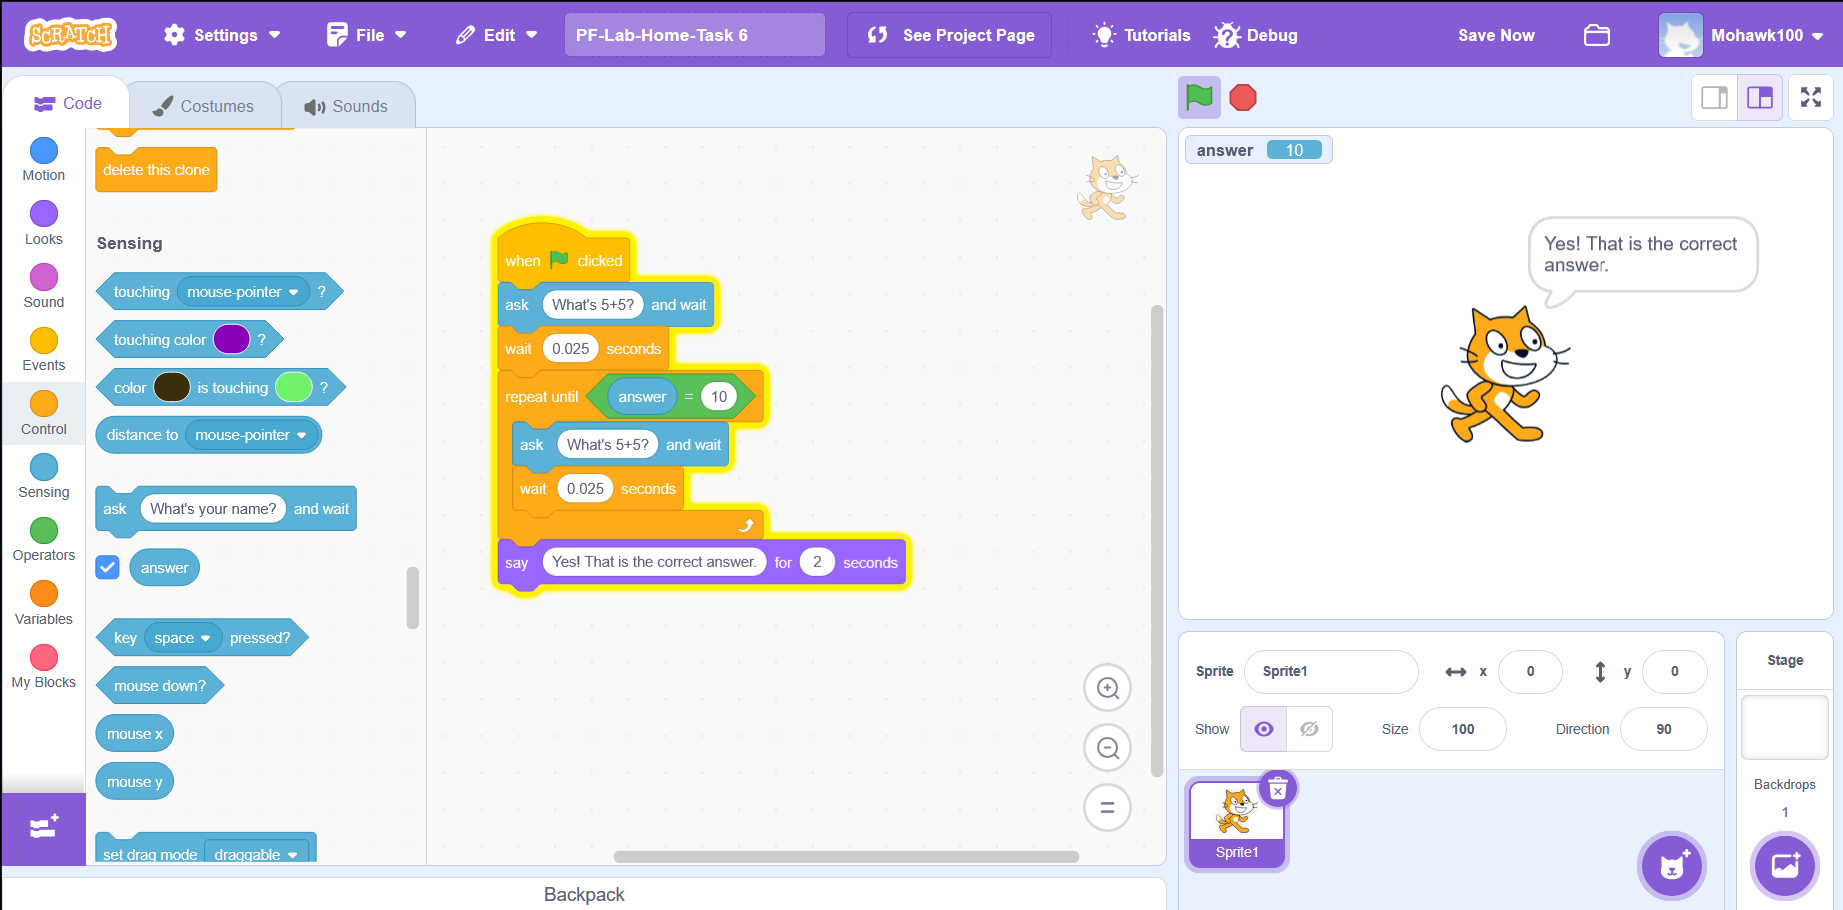 SCRATCH Settings File Edit PF-Lab-Home-Task 6 See Project Page Tutorials Debug Save Now Mohawk100
Code Costumes Sounds
Motion
Looks
Sound
Events
Control
Sensing
Operators
Variables
My Blocks
delete this clone
Sensing
touching mouse-pointer ?
touching color ?
color is touching ?
distance to mouse-pointer
ask What's your name? and wait
answer
key space pressed?
mouse down?
mouse x
mouse y
set drag mode draggable
when clicked
ask What's 5+5? and wait
wait 0.025 seconds
repeat until answer = 10
ask What's 5+5? and wait
wait 0.025 seconds
say Yes! That is the correct answer. for 2 seconds
Backpack
answer 10
Yes! That is the correct
answer.
Sprite Sprite1 x 0 y 0
Show Size 100 Direction 90
Sprite1
Stage
Backdrops
1